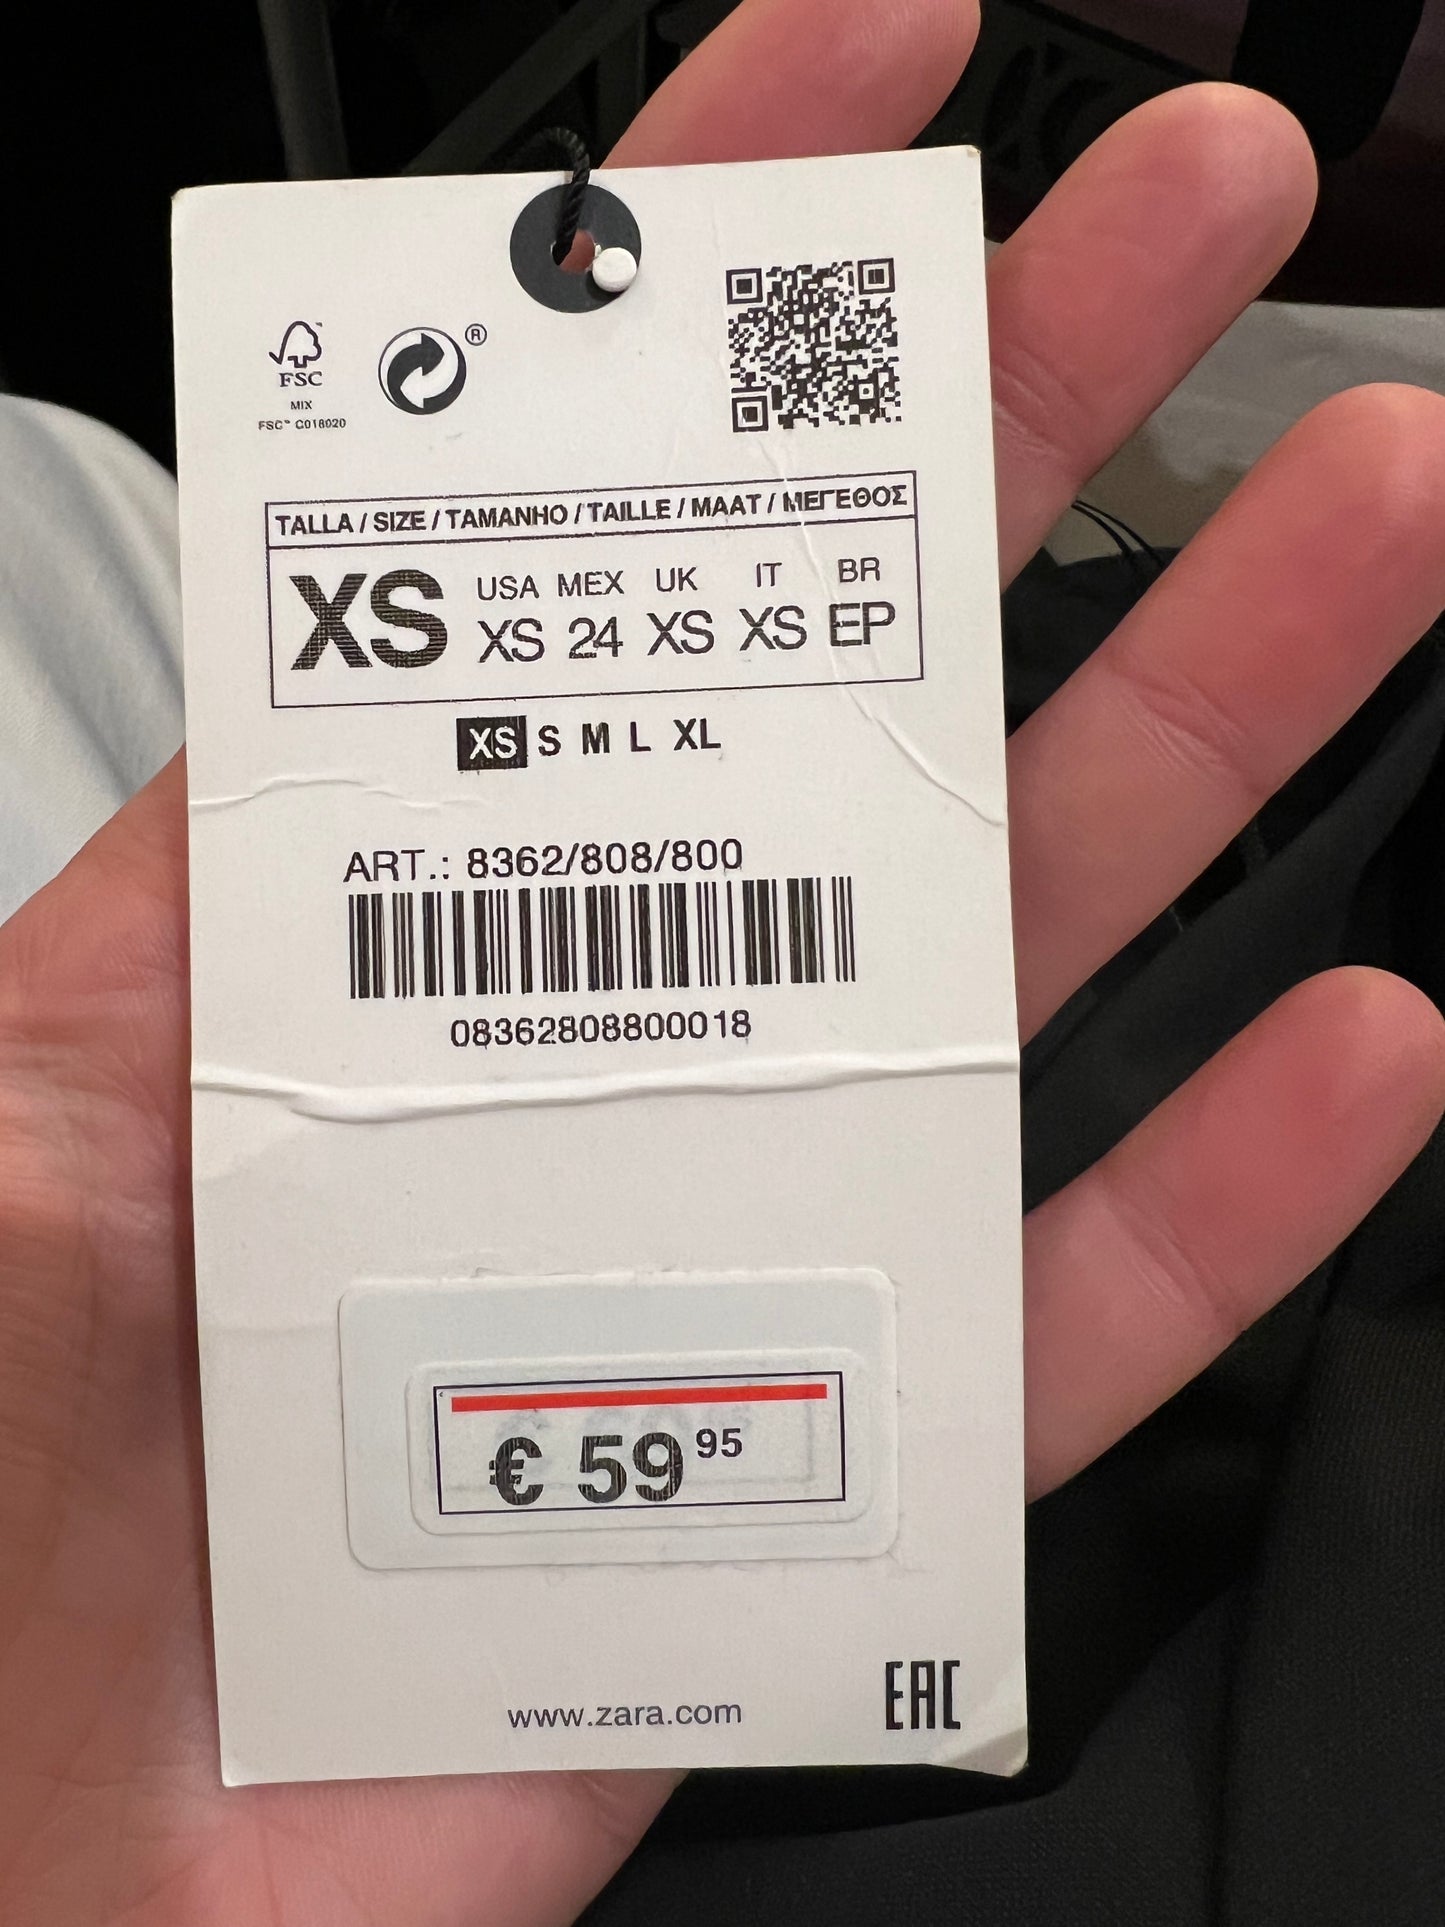 ®
FSC
MIX
FSC™ C018020
TALLA / SIZE / TAMANHO / TAILLE / MAAT / ΜΕΓΕΘΟΣ
XS
USA MEX UK IT BR
XS 24 XS XS EP
XS S M L XL
ART.: 8362/808/800
08362808800018
€ 59 95
www.zara.com
EAC